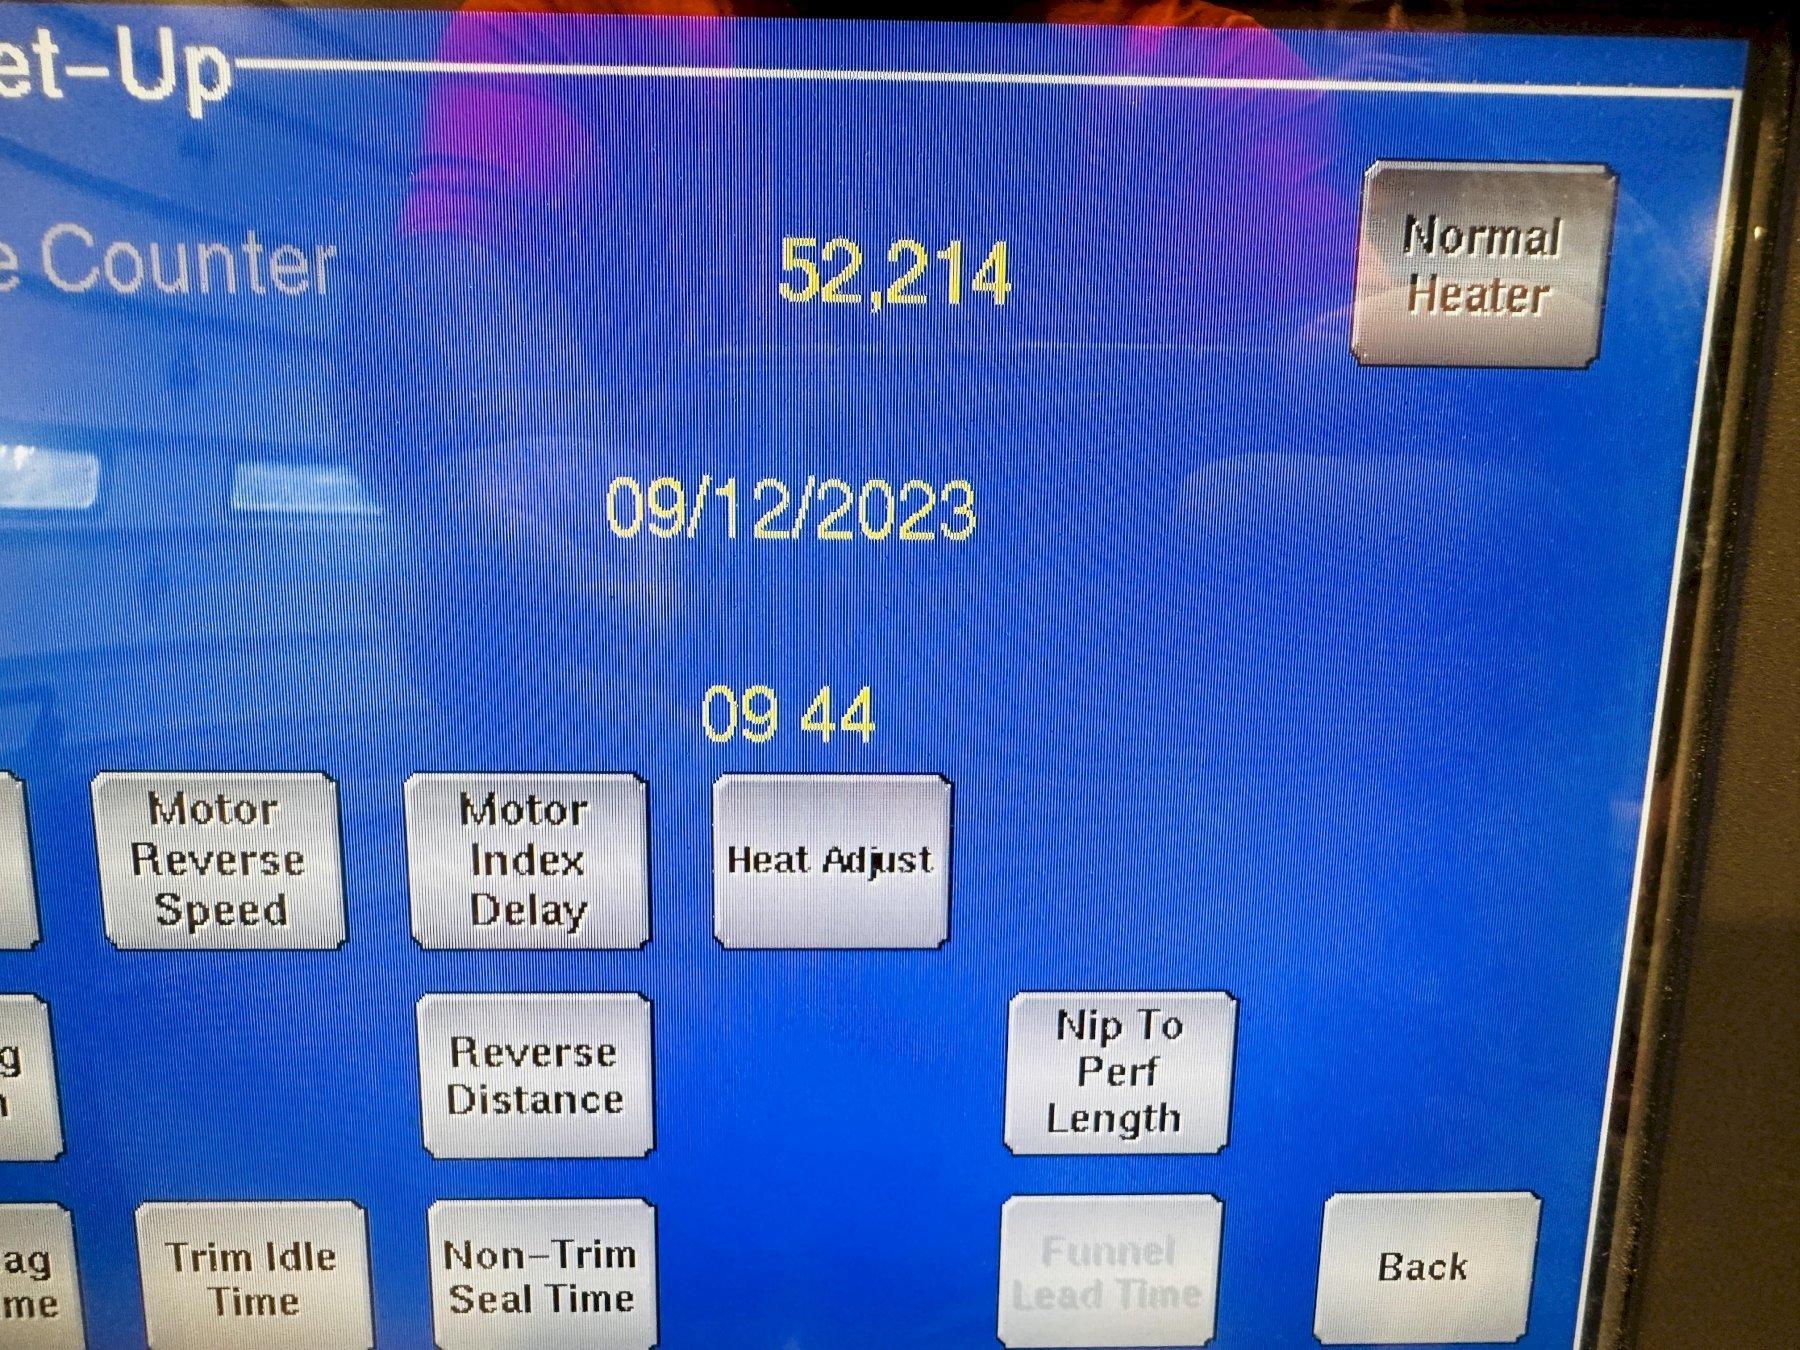 et-Up
e Counter
52,214
Normal
Heater
09/12/2023
09 44
Motor
Reverse
Speed
Motor
Index
Delay
Heat Adjust
g
Reverse
Distance
Nip To
Perf
Length
ag
me
Trim Idle
Time
Non-Trim
Seal Time
Funnel
Lead Time
Back